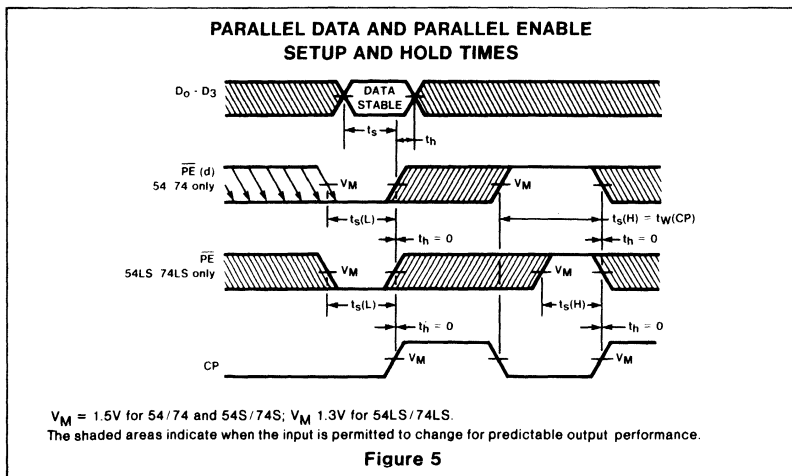 PARALLEL DATA AND PARALLEL ENABLE
SETUP AND HOLD TIMES
D₀ - D3
DATA
STABLE
ts
th
PE (d)
54 74 only
VM
VM
ts(L)
ts(H) = tW(CP)
th = 0
th = 0
PE
54LS 74LS only
VM
VM
ts(L)
ts(H)
th = 0
th = 0
CP
VM
VM
VM = 1.5V for 54/74 and 54S/74S; VM 1.3V for 54LS/74LS.
The shaded areas indicate when the input is permitted to change for predictable output performance.
Figure 5